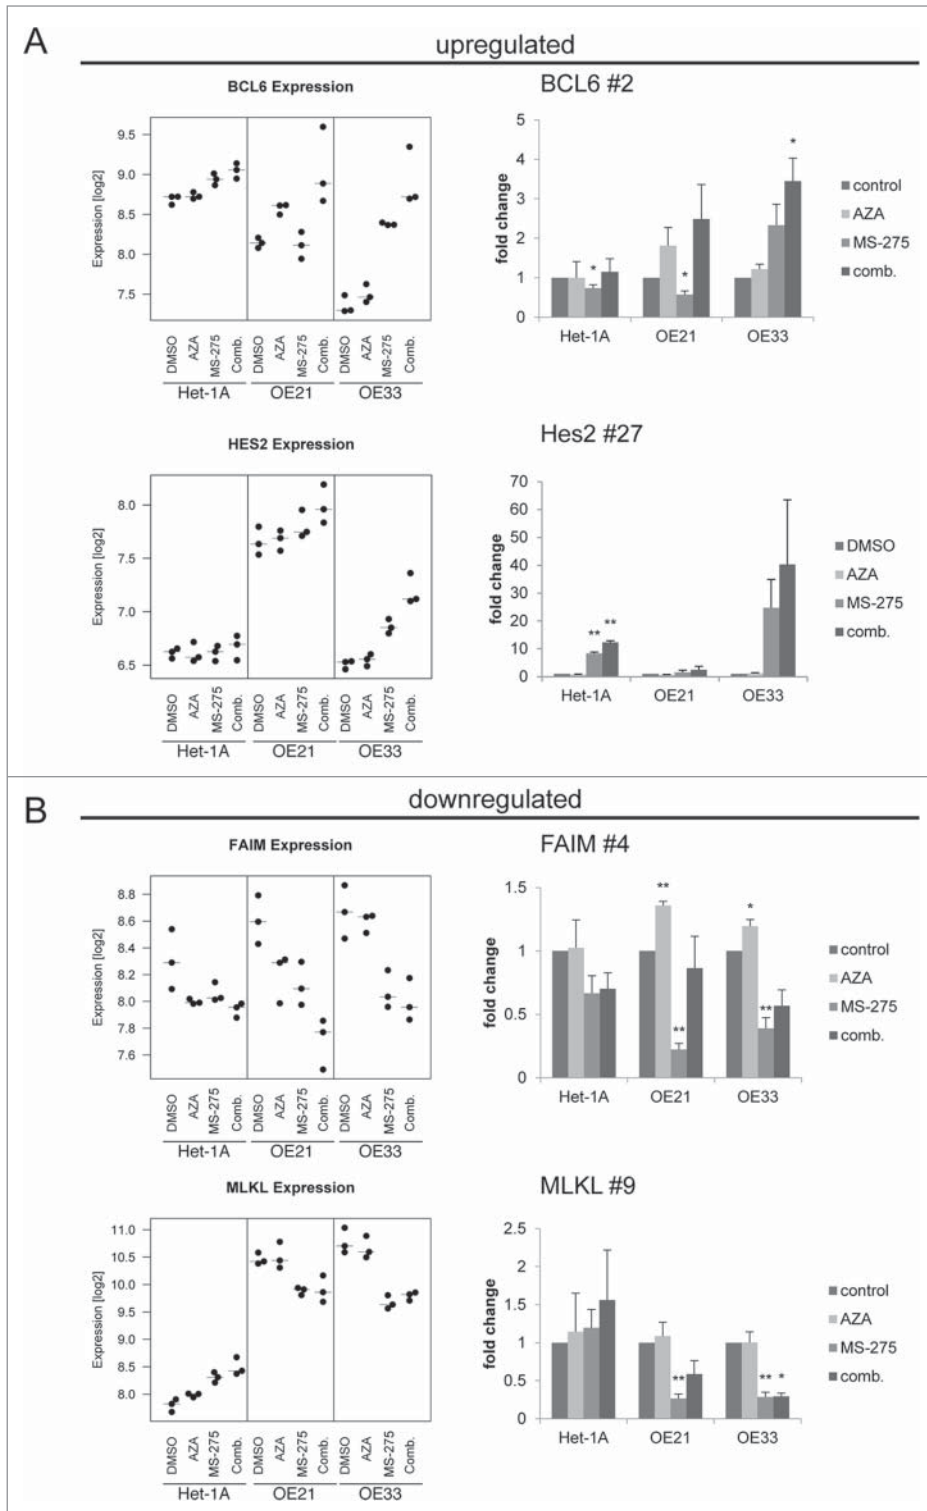 A
upregulated
BCL6 Expression
Expression [log2]
9.5
9.0
8.5
8.0
7.5
DMSO
AZA
MS-275
Comb.
DMSO
AZA
MS-275
Comb.
DMSO
AZA
MS-275
Comb.
Het-1A
OE21
OE33
BCL6 #2
fold change
5
4
3
2
1
0
*
*
*
Het-1A
OE21
OE33
control
AZA
MS-275
comb.
HES2 Expression
Expression [log2]
8.0
7.5
7.0
6.5
DMSO
AZA
MS-275
Comb.
DMSO
AZA
MS-275
Comb.
DMSO
AZA
MS-275
Comb.
Het-1A
OE21
OE33
Hes2 #27
fold change
70
60
50
40
30
20
10
0
**
**
Het-1A
OE21
OE33
DMSO
AZA
MS-275
comb.
B
downregulated
FAIM Expression
Expression [log2]
8.8
8.6
8.4
8.2
8.0
7.8
7.6
DMSO
AZA
MS-275
Comb.
DMSO
AZA
MS-275
Comb.
DMSO
AZA
MS-275
Comb.
Het-1A
OE21
OE33
FAIM #4
fold change
1.5
1
0.5
0
**
**
*
**
Het-1A
OE21
OE33
control
AZA
MS-275
comb.
MLKL Expression
Expression [log2]
11.0
10.5
10.0
9.5
9.0
8.5
8.0
DMSO
AZA
MS-275
Comb.
DMSO
AZA
MS-275
Comb.
DMSO
AZA
MS-275
Comb.
Het-1A
OE21
OE33
MLKL #9
fold change
2.5
2
1.5
1
0.5
0
**
**
*
Het-1A
OE21
OE33
control
AZA
MS-275
comb.